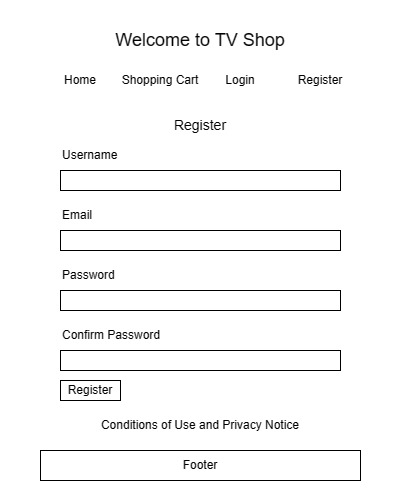 Welcome to TV Shop
Home Shopping Cart Login Register
Register
Username
Email
Password
Confirm Password
Register
Conditions of Use and Privacy Notice
Footer